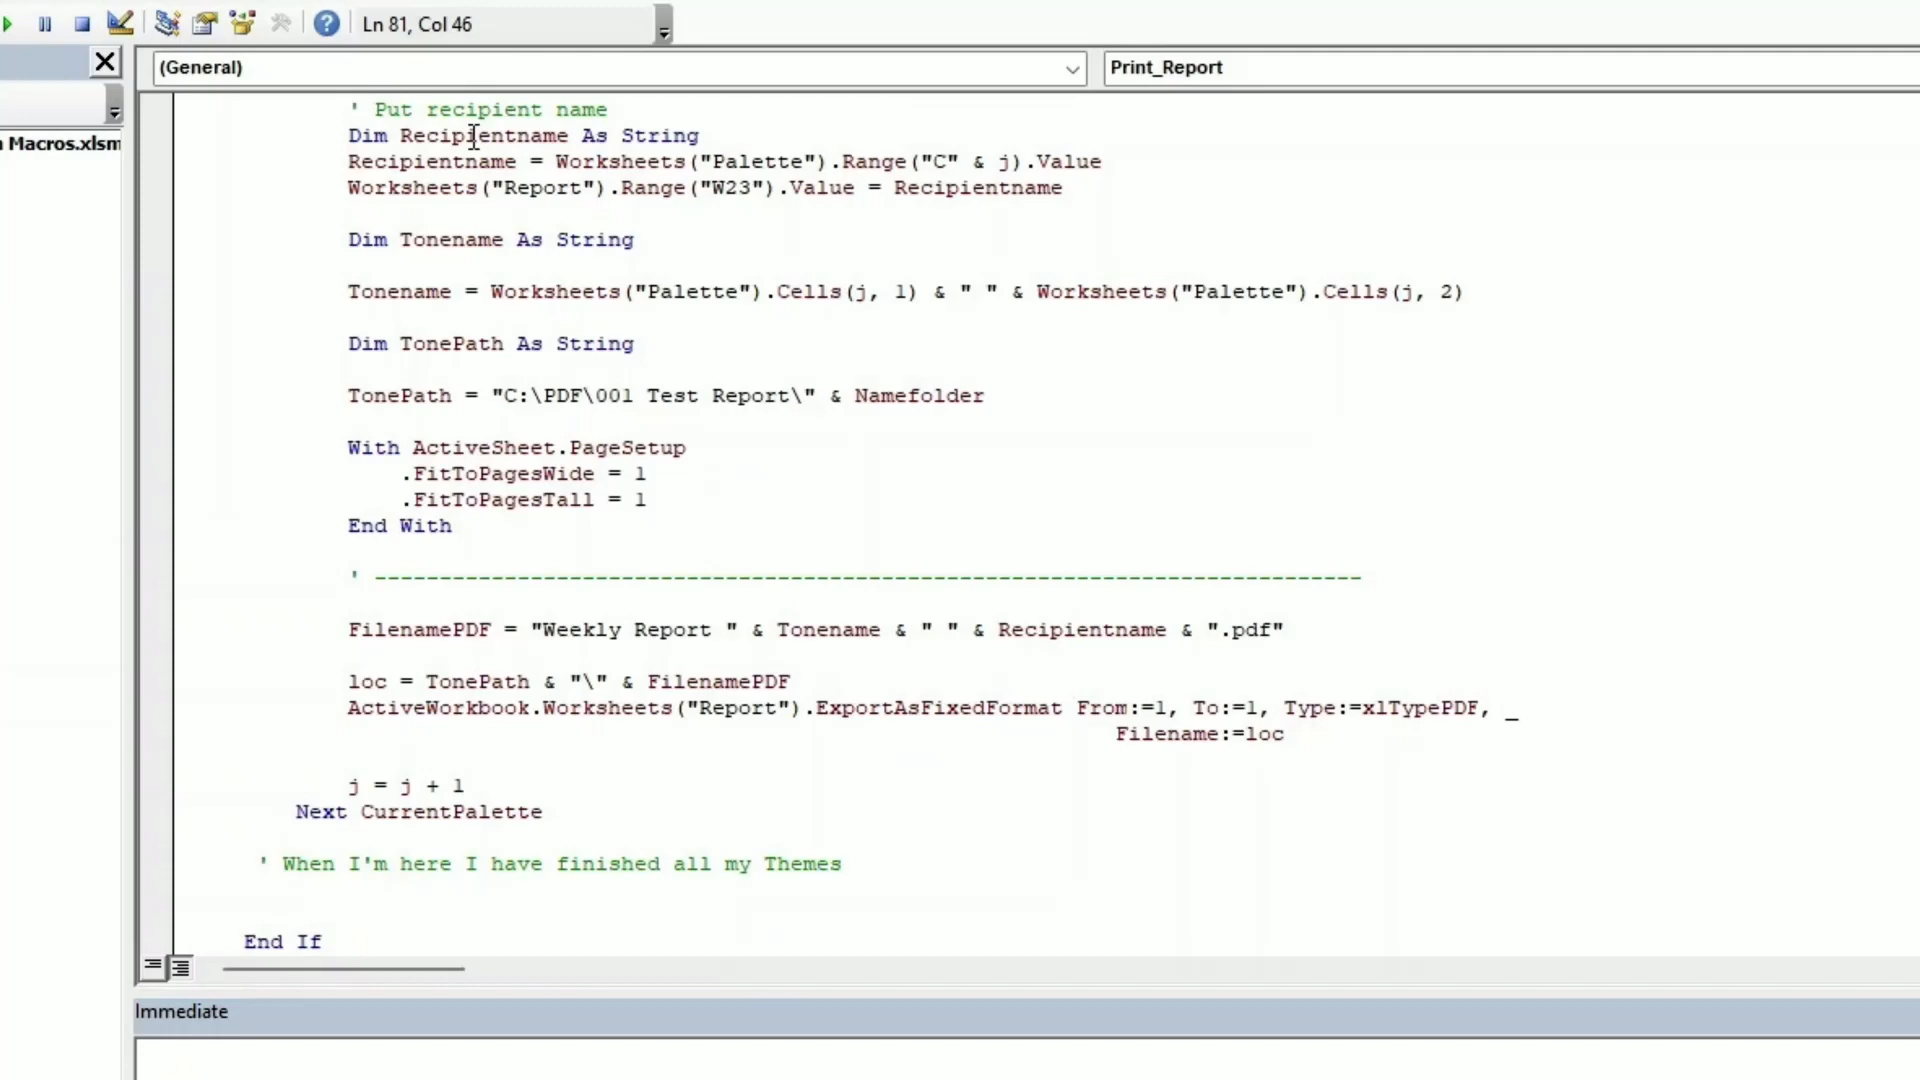 Ln 81, Col 46
(General)
Print_Report
Macros.xlsm
' Put recipient name
Dim Recipientname As String
Recipientname = Worksheets("Palette").Range("C" & j).Value
Worksheets("Report").Range("W23").Value = Recipientname
Dim Tonename As String
Tonename = Worksheets("Palette").Cells(j, 1) & " " & Worksheets("Palette").Cells(j, 2)
Dim TonePath As String
TonePath = "C:\PDF\001 Test Report\" & Namefolder
With ActiveSheet.PageSetup
.FitToPagesWide = 1
.FitToPagesTall = 1
End With
' ----------------------------------------------------------------------------
FilenamePDF = "Weekly Report " & Tonename & " " & Recipientname & ".pdf"
loc = TonePath & "\" & FilenamePDF
ActiveWorkbook.Worksheets("Report").ExportAsFixedFormat From:=1, To:=1, Type:=xlTypePDF, _
Filename:=loc
j = j + 1
Next CurrentPalette
' When I'm here I have finished all my Themes
End If
Immediate